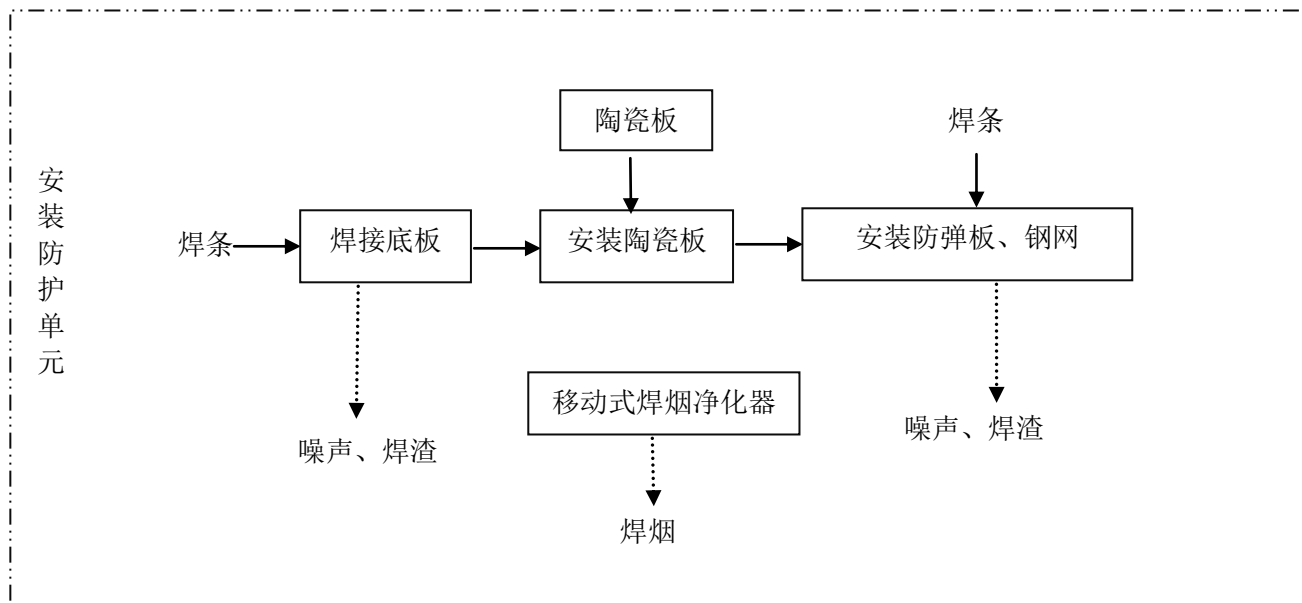 安装防护单元
陶瓷板
焊条
焊条
焊接底板
安装陶瓷板
安装防弹板、钢网
移动式焊烟净化器
噪声、焊渣
噪声、焊渣
焊烟